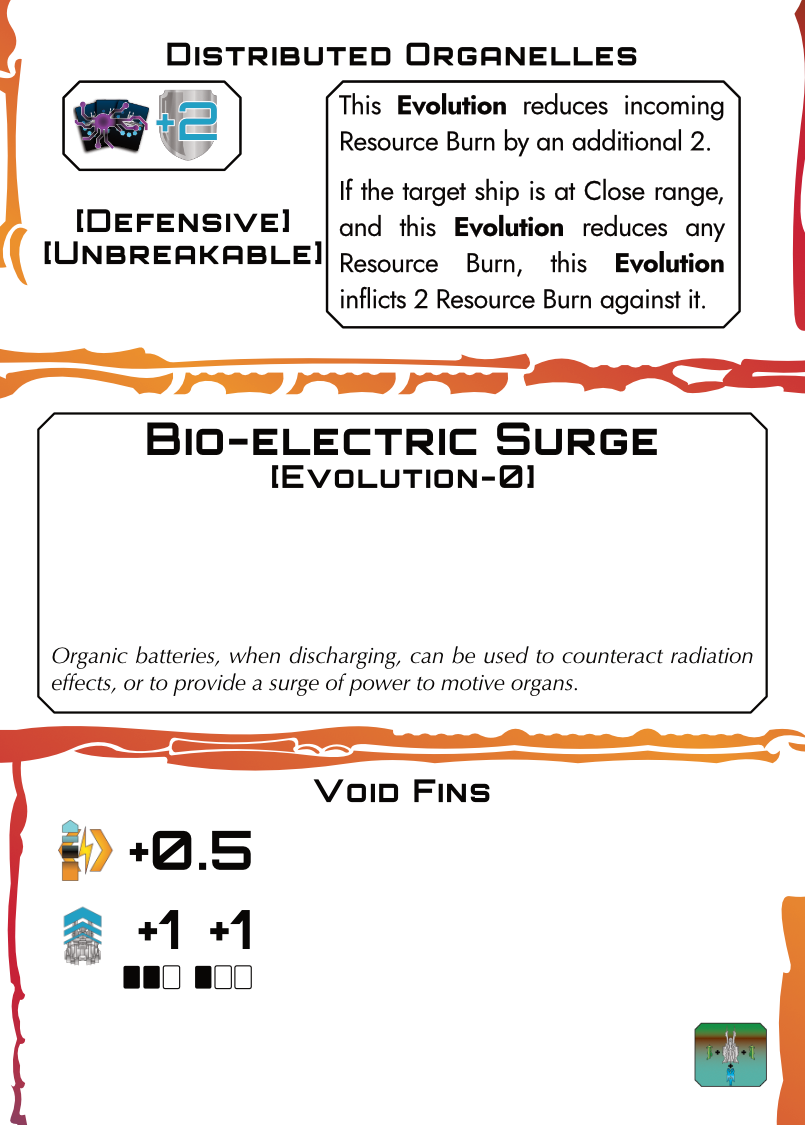 Distributed Organelles
+2
This Evolution reduces incoming
Resource Burn by an additional 2.
If the target ship is at Close range,
and this Evolution reduces any
Resource Burn, this Evolution
inflicts 2 Resource Burn against it.
[Defensive]
[Unbreakable]
Bio-electric Surge
[Evolution-0]
Organic batteries, when discharging, can be used to counteract radiation
effects, or to provide a surge of power to motive organs.
Void Fins
+0.5
+1 +1